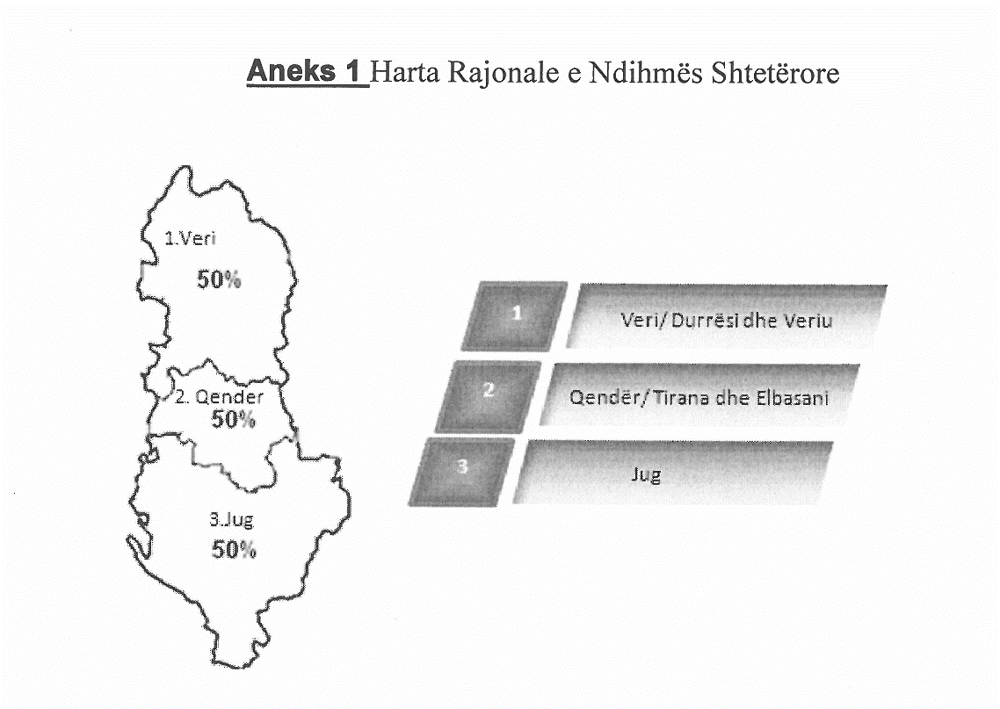 Aneks 1 Harta Rajonale e Ndihmës Shtetërore
1.Veri
50%
2. Qender
50%
3.Jug
50%
1
Veri/ Durrësi dhe Veriu
2
Qendër/ Tirana dhe Elbasani
3
Jug